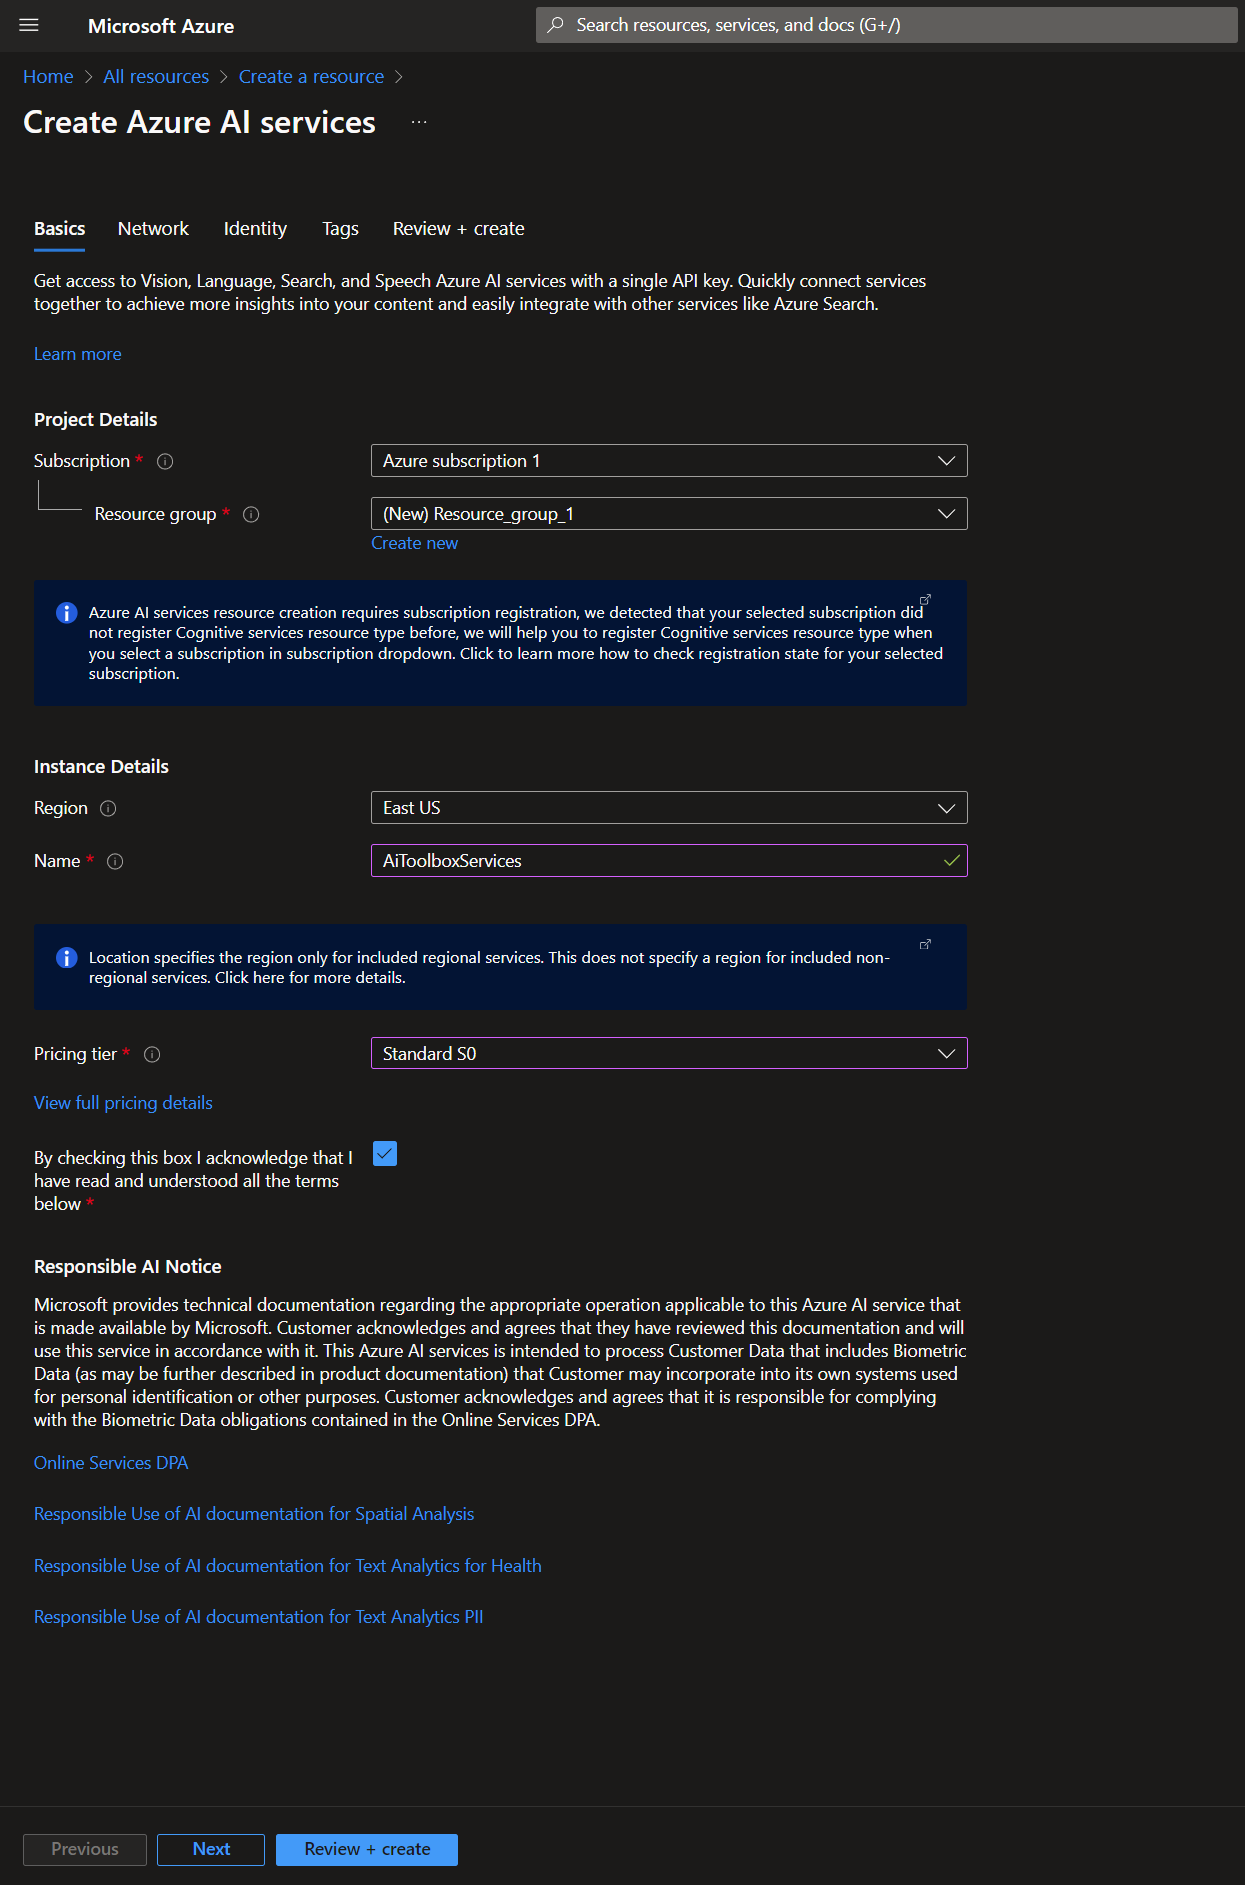 Microsoft Azure
Search resources, services, and docs (G+/)
Home > All resources > Create a resource >
Create Azure AI services ...
Basics Network Identity Tags Review + create
Get access to Vision, Language, Search, and Speech Azure AI services with a single API key. Quickly connect services
together to achieve more insights into your content and easily integrate with other services like Azure Search.
Learn more
Project Details
Subscription *
Azure subscription 1
Resource group *
(New) Resource_group_1
Create new
Azure AI services resource creation requires subscription registration, we detected that your selected subscription did
not register Cognitive services resource type before, we will help you to register Cognitive services resource type when
you select a subscription in subscription dropdown. Click to learn more how to check registration state for your selected
subscription.
Instance Details
Region
East US
Name *
AiToolboxServices
Location specifies the region only for included regional services. This does not specify a region for included non-
regional services. Click here for more details.
Pricing tier *
Standard S0
View full pricing details
By checking this box I acknowledge that I
have read and understood all the terms
below *
Responsible AI Notice
Microsoft provides technical documentation regarding the appropriate operation applicable to this Azure AI service that
is made available by Microsoft. Customer acknowledges and agrees that they have reviewed this documentation and will
use this service in accordance with it. This Azure AI services is intended to process Customer Data that includes Biometric
Data (as may be further described in product documentation) that Customer may incorporate into its own systems used
for personal identification or other purposes. Customer acknowledges and agrees that it is responsible for complying
with the Biometric Data obligations contained in the Online Services DPA.
Online Services DPA
Responsible Use of AI documentation for Spatial Analysis
Responsible Use of AI documentation for Text Analytics for Health
Responsible Use of AI documentation for Text Analytics PII
Previous
Next
Review + create